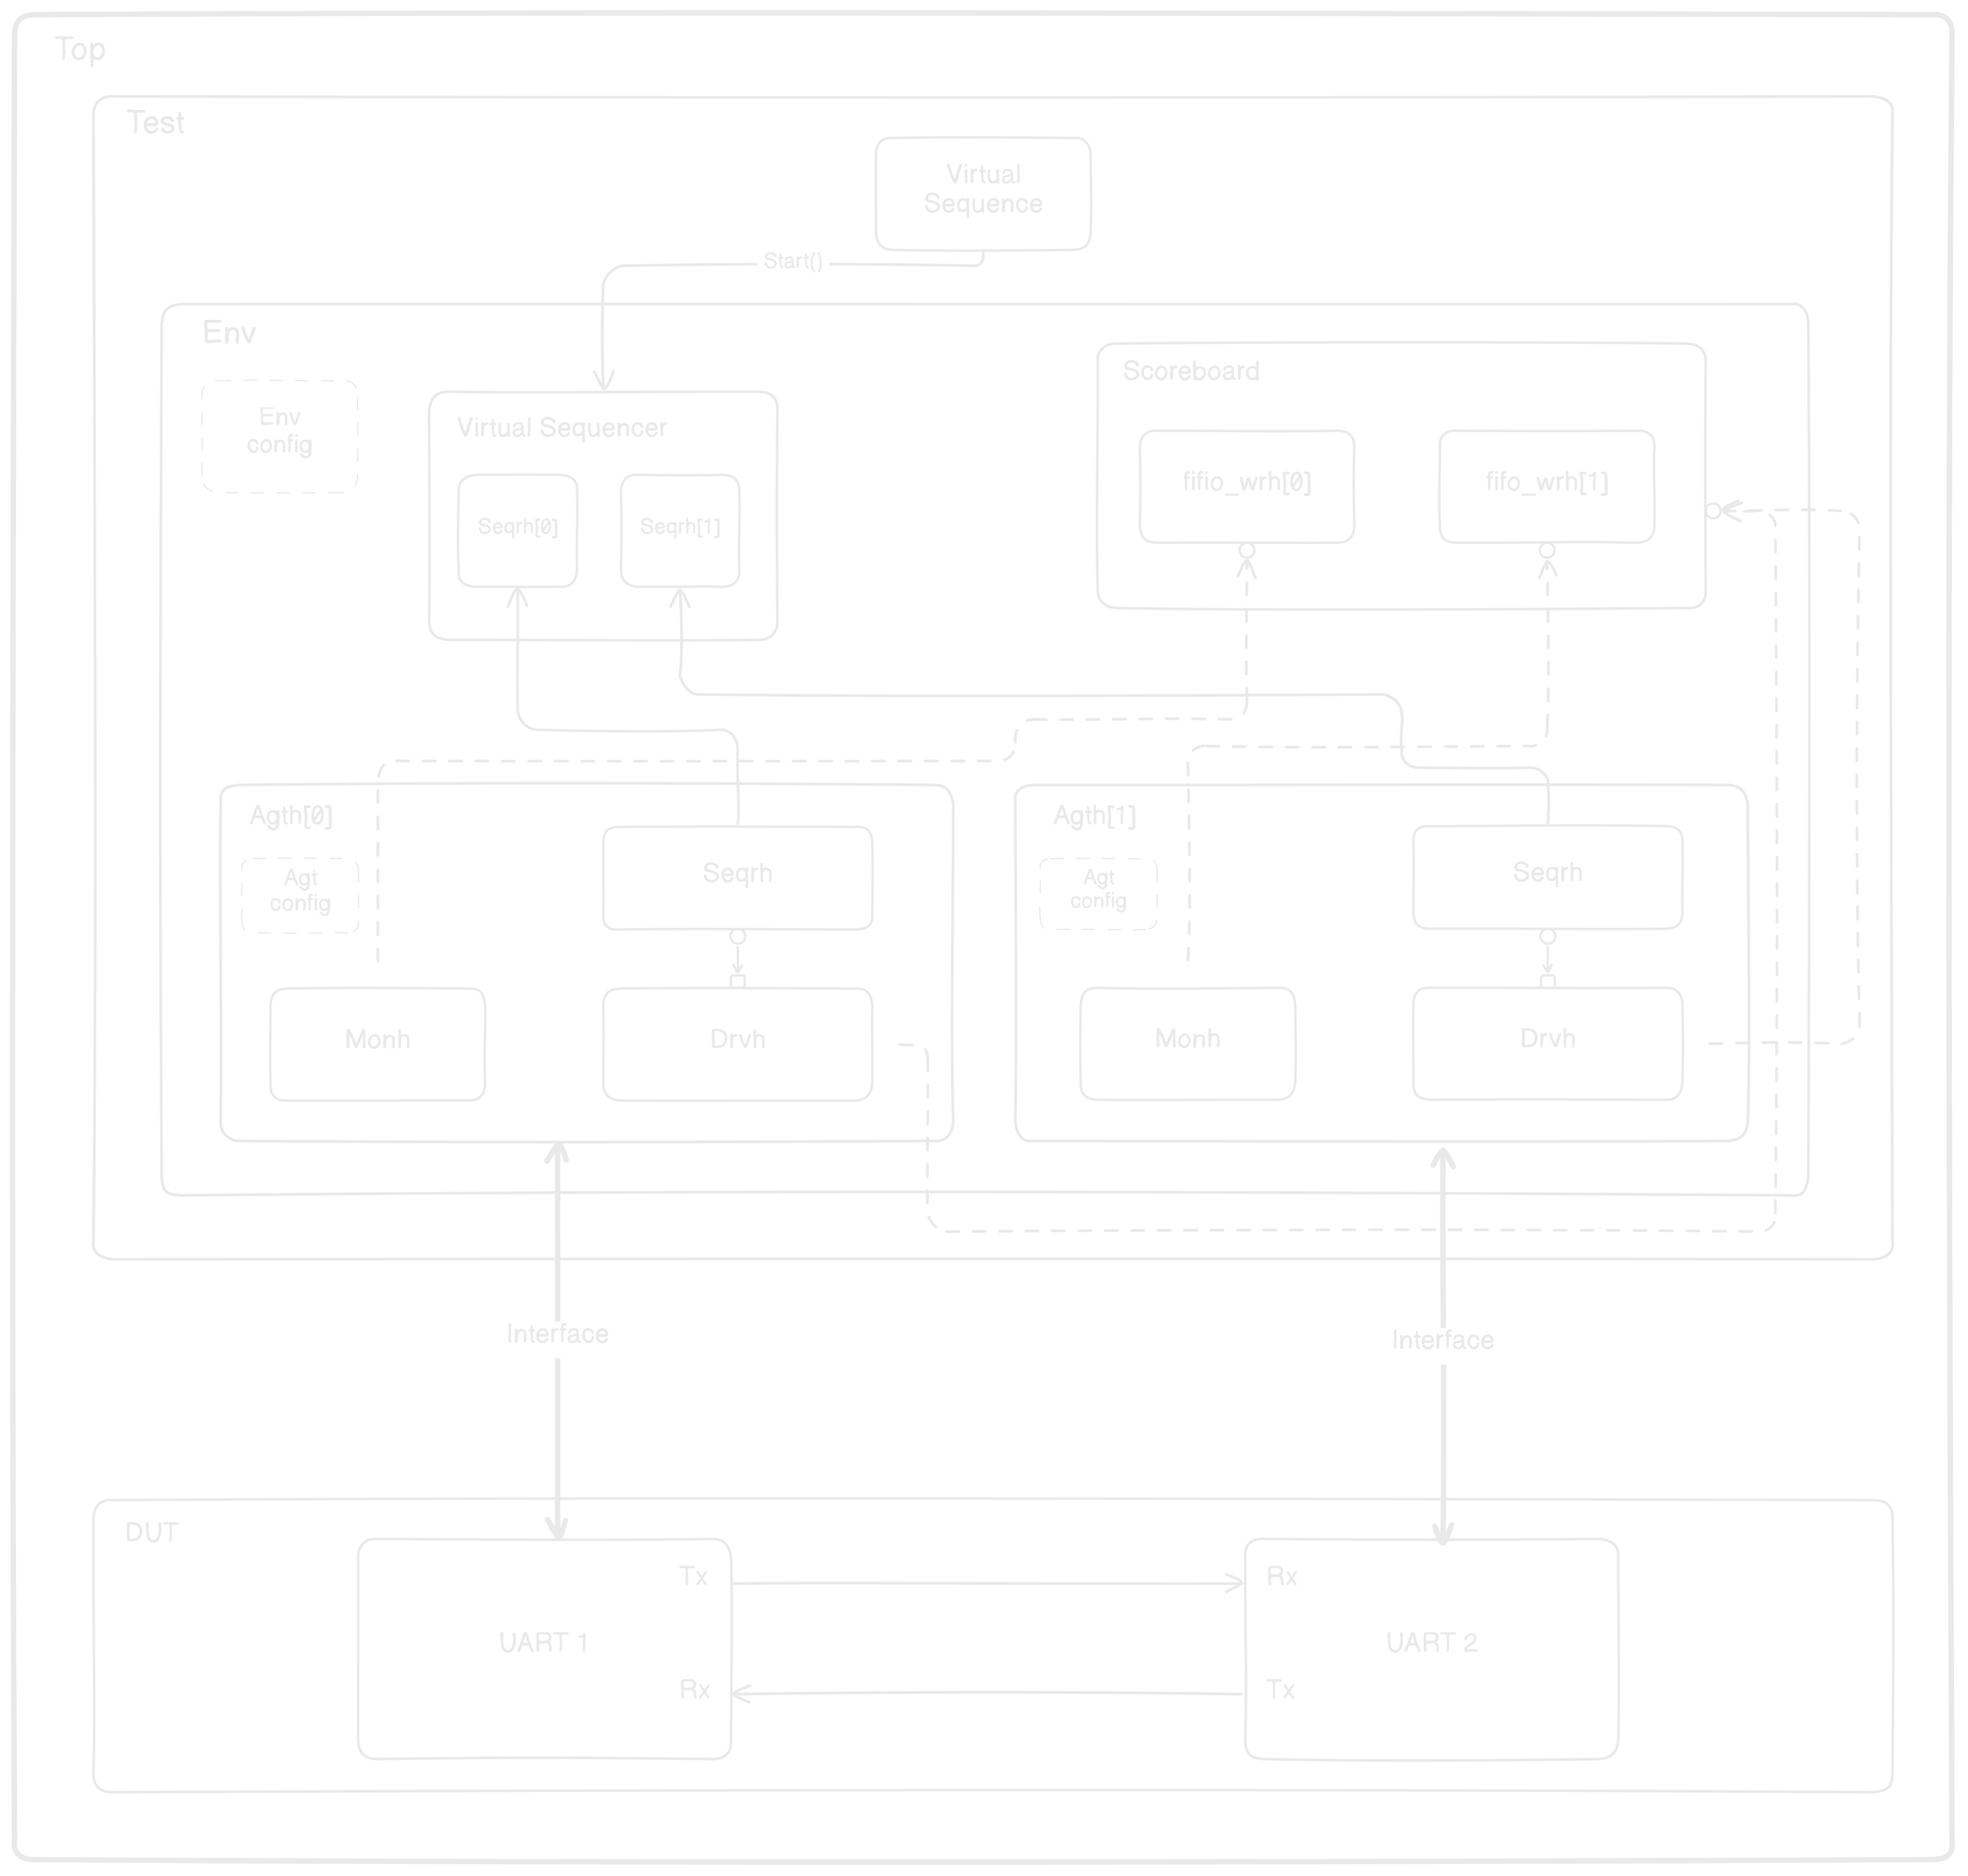 Top
Test
Virtual
Sequence
Start()
Env
Env
config
Virtual Sequencer
Seqrh[0]
Seqrh[1]
Scoreboard
fifio_wrh[0]
fifo_wrh[1]
Agth[0]
Agt
config
Seqrh
Monh
Drvh
Agth[1]
Agt
config
Seqrh
Monh
Drvh
Interface
Interface
DUT
Tx
UART 1
Rx
Rx
UART 2
Tx